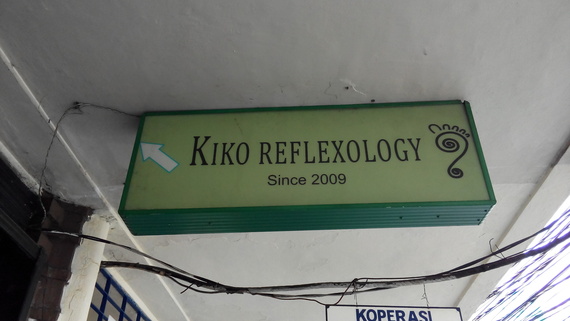 KIKO REFLEXOLOGY
Since 2009
KOPERASI